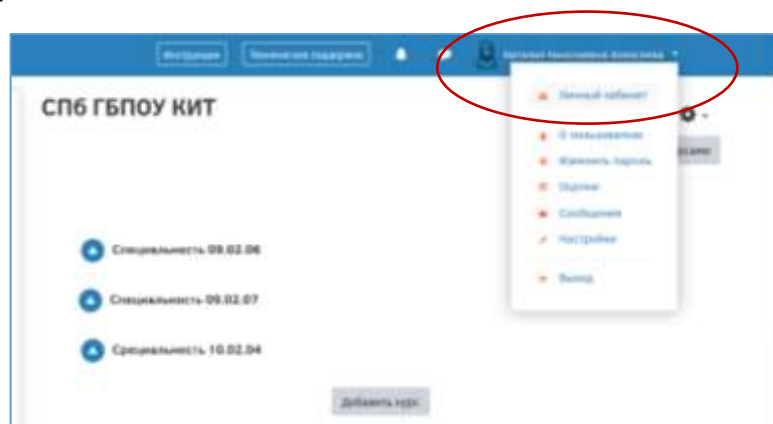 Инструкции Техническая поддержка
Личный кабинет
СПб ГБПОУ КИТ
О пользователе
Изменить пароль
Оценки
Сообщения
Настройки
Специальность 09.02.06
Выход
Специальность 09.02.07
Специальность 10.02.04
Добавить курс